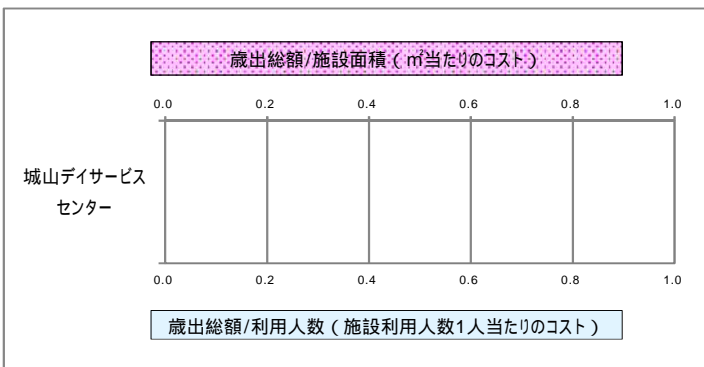 歳出総額/施設面積(㎡当たりのコスト)
0.0 0.2 0.4 0.6 0.8 1.0
城山デイサービス
センター
0.0 0.2 0.4 0.6 0.8 1.0
歳出総額/利用人数(施設利用人数1人当たりのコスト)